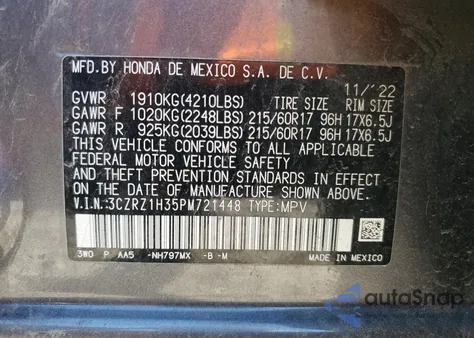 MFD.BY HONDA DE MEXICO S.A. DE C.V.
11/'22
GVWR 1910KG(4210LBS) TIRE SIZE RIM SIZE
GAWR F 1020KG(2248LBS) 215/60R17 96H 17X6.5J
GAWR R 925KG(2039LBS) 215/60R17 96H 17X6.5J
THIS VEHICLE CONFORMS TO ALL APPLICABLE
FEDERAL MOTOR VEHICLE SAFETY
STANDARDS IN EFFECT ON THE DATE OF
MANUFACTURE SHOWN ABOVE.
V.I.N.:3CZRZ1H35PM721448 TYPE:MPV
3W0 P AA5 -NH797MX -B -M
MADE IN MEXICO
autoSnap